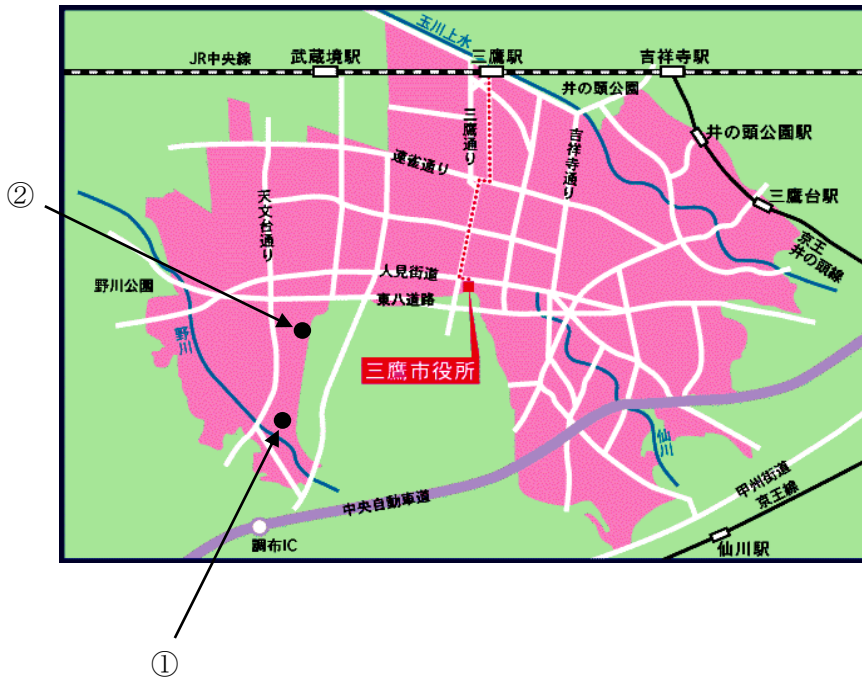 玉川上水
JR中央線
武蔵境駅
三鷹駅
吉祥寺駅
井の頭公園
三鷹通り
吉祥寺通り
井の頭公園駅
連雀通り
②
天文台通り
三鷹台駅
京王
井の頭線
人見街道
野川公園
東八道路
野川
三鷹市役所
仙川
甲州街道
京王線
中央自動車道
調布IC
仙川駅
①